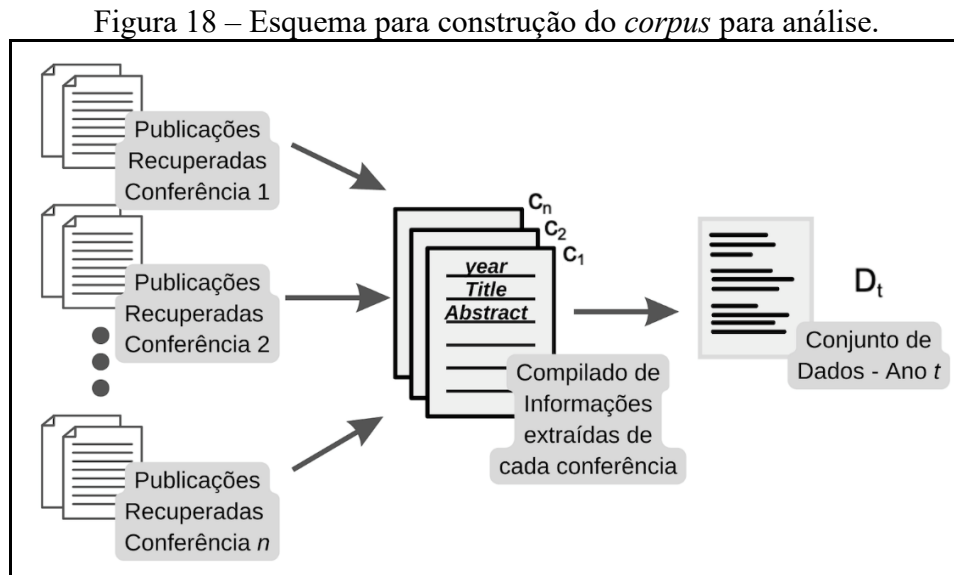 Figura 18 – Esquema para construção do corpus para análise.
Publicações
Recuperadas
Conferência 1
Publicações
Recuperadas
Conferência 2
Publicações
Recuperadas
Conferência n
Cn
C2
C1
year
Title
Abstract
Compilado de
Informações
extraídas de
cada conferência
Dt
Conjunto de
Dados - Ano t